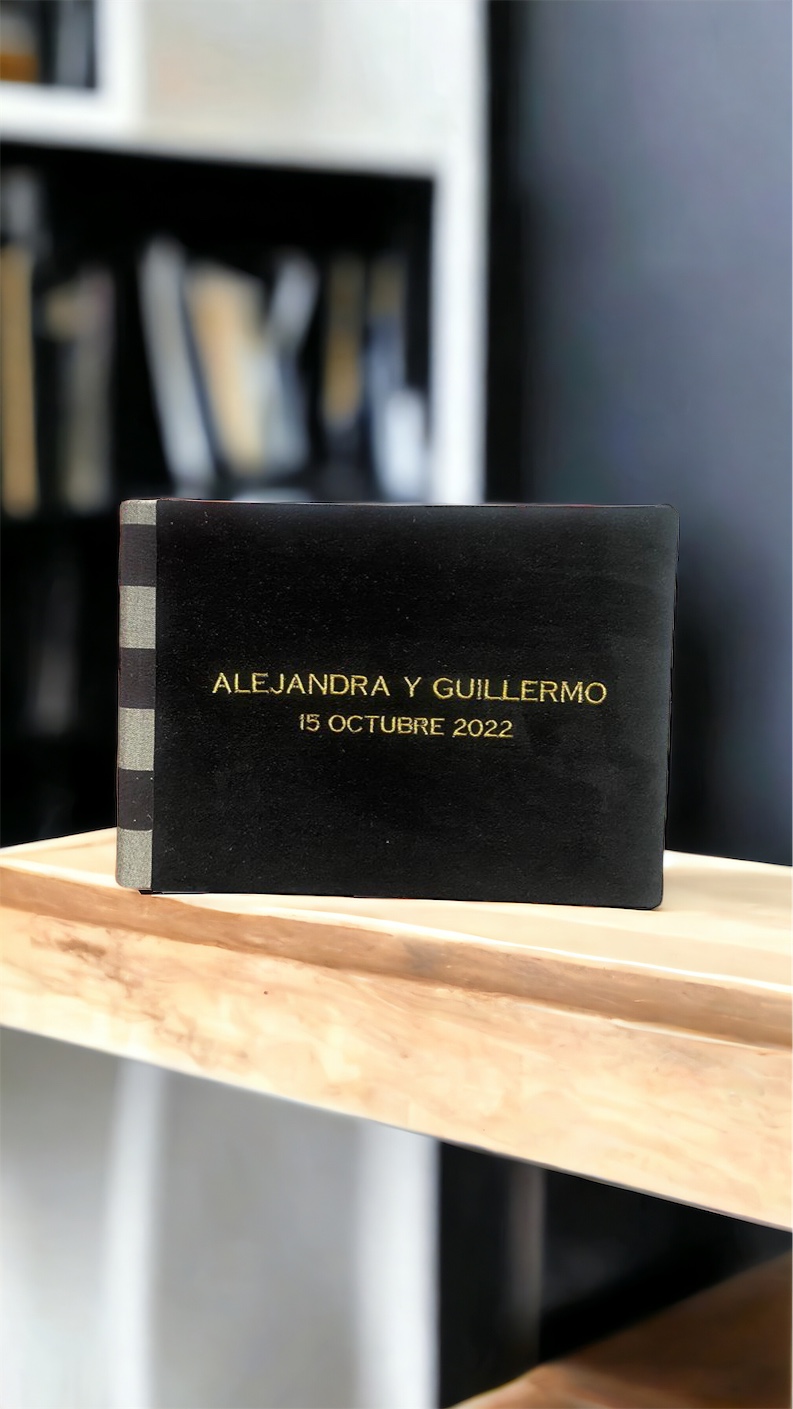 ALEJANDRA Y GUILLERMO
15 OCTUBRE 2022